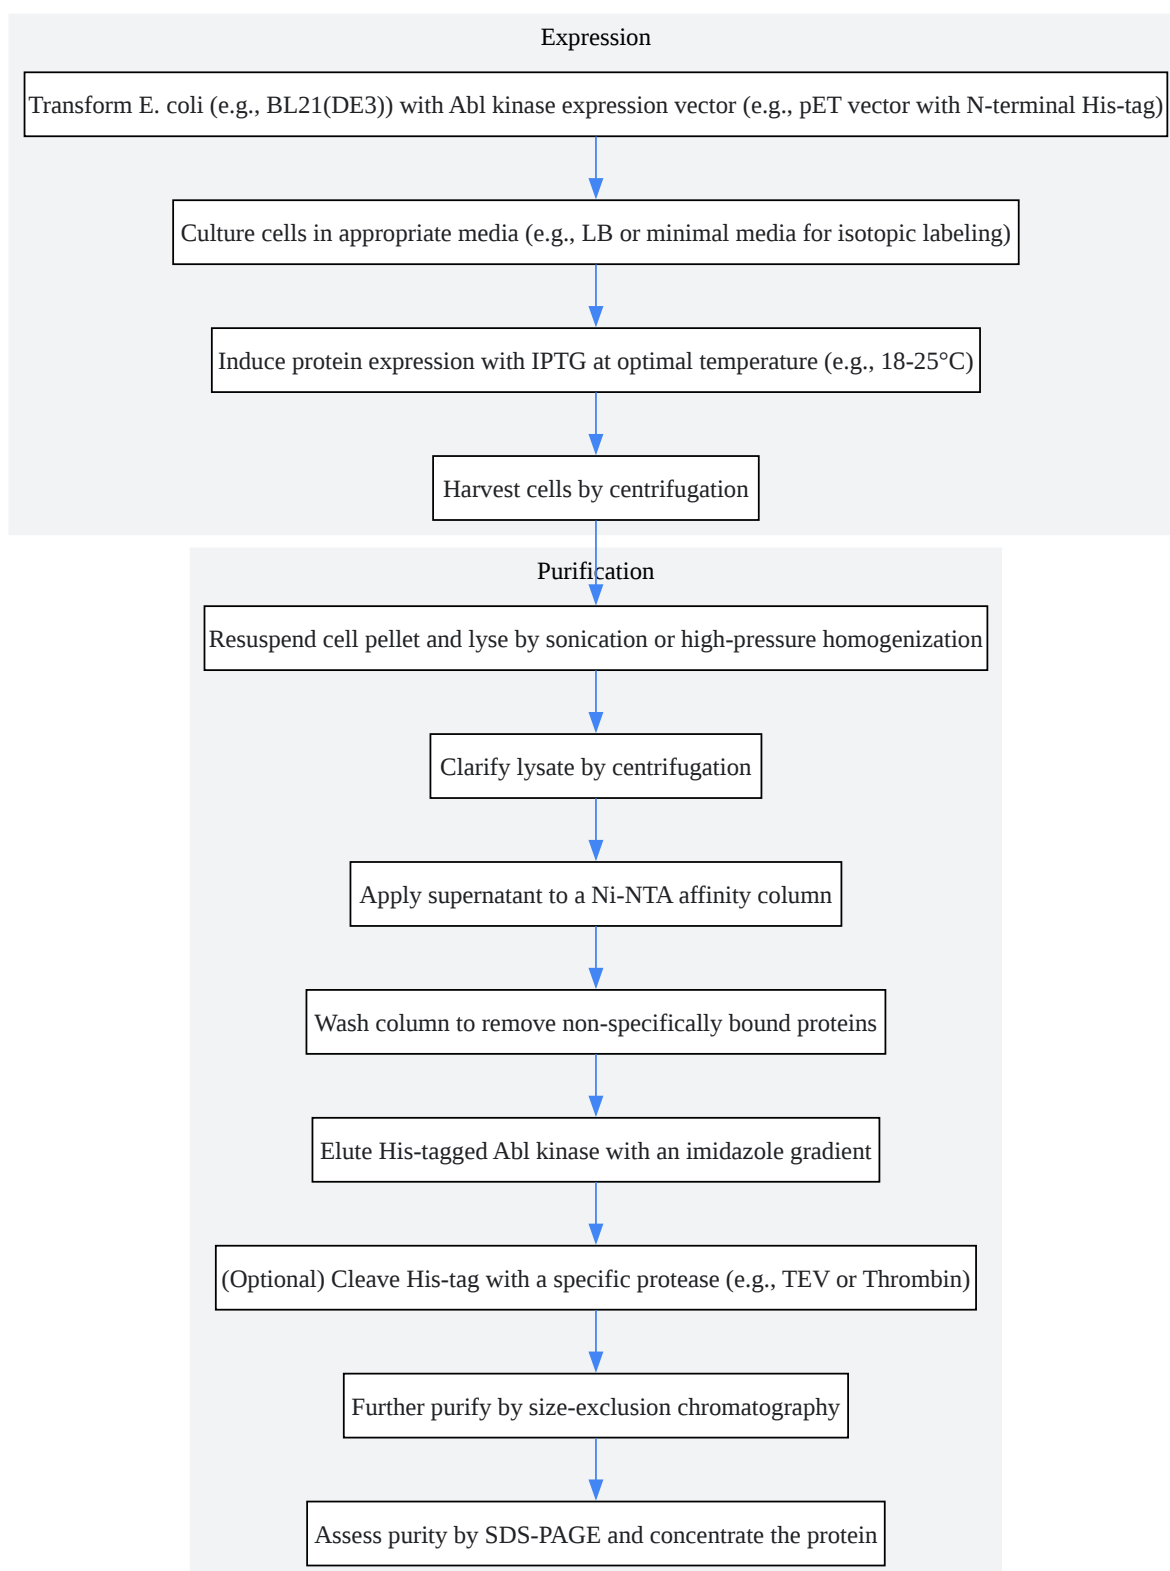 Expression
Transform E. coli (e.g., BL21(DE3)) with Abl kinase expression vector (e.g., pET vector with N-terminal His-tag)
Culture cells in appropriate media (e.g., LB or minimal media for isotopic labeling)
Induce protein expression with IPTG at optimal temperature (e.g., 18-25°C)
Harvest cells by centrifugation
Purification
Resuspend cell pellet and lyse by sonication or high-pressure homogenization
Clarify lysate by centrifugation
Apply supernatant to a Ni-NTA affinity column
Wash column to remove non-specifically bound proteins
Elute His-tagged Abl kinase with an imidazole gradient
(Optional) Cleave His-tag with a specific protease (e.g., TEV or Thrombin)
Further purify by size-exclusion chromatography
Assess purity by SDS-PAGE and concentrate the protein